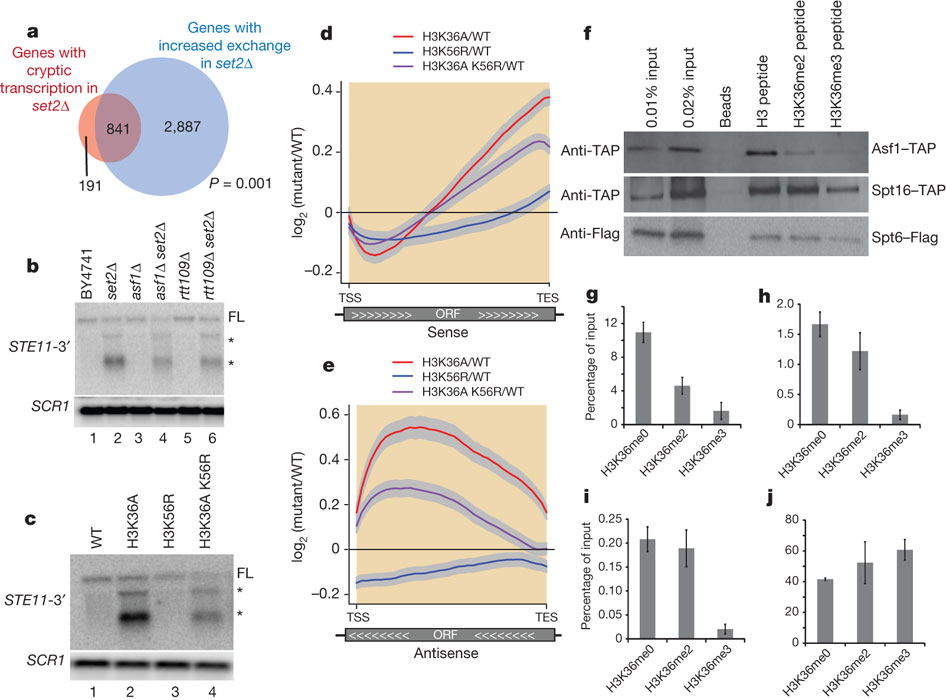 a
Genes with
cryptic
transcription in
set2Δ
Genes with
increased exchange
in set2Δ
841
2,887
191
P = 0.001
b
BY4741
set2Δ
asf1Δ
asf1Δ set2Δ
rtt109Δ
rtt109Δ set2Δ
FL
STE11-3′
*
*
SCR1
1 2 3 4 5 6
c
WT
H3K36A
H3K56R
H3K36A K56R
FL
STE11-3′
*
*
SCR1
1 2 3 4
d
H3K36A/WT
H3K56R/WT
H3K36A K56R/WT
log2 (mutant/WT)
0.4
0.2
0
−0.2
TSS
TES
>>>>>>>> ORF >>>>>>>>
Sense
e
H3K36A/WT
H3K56R/WT
H3K36A K56R/WT
log2 (mutant/WT)
0.6
0.4
0.2
0
−0.2
TSS
TES
<<<<<<<<< ORF <<<<<<<<
Antisense
f
0.01% input
0.02% input
Beads
H3 peptide
H3K36me2 peptide
H3K36me3 peptide
Anti-TAP
Asf1–TAP
Anti-TAP
Spt16–TAP
Anti-Flag
Spt6–Flag
g
Percentage of input
12
9
6
3
0
H3K36me0
H3K36me2
H3K36me3
h
2.0
1.5
1.0
0.5
0
H3K36me0
H3K36me2
H3K36me3
i
Percentage of input
0.25
0.20
0.15
0.10
0.05
0
H3K36me0
H3K36me2
H3K36me3
j
80
60
40
20
0
H3K36me0
H3K36me2
H3K36me3